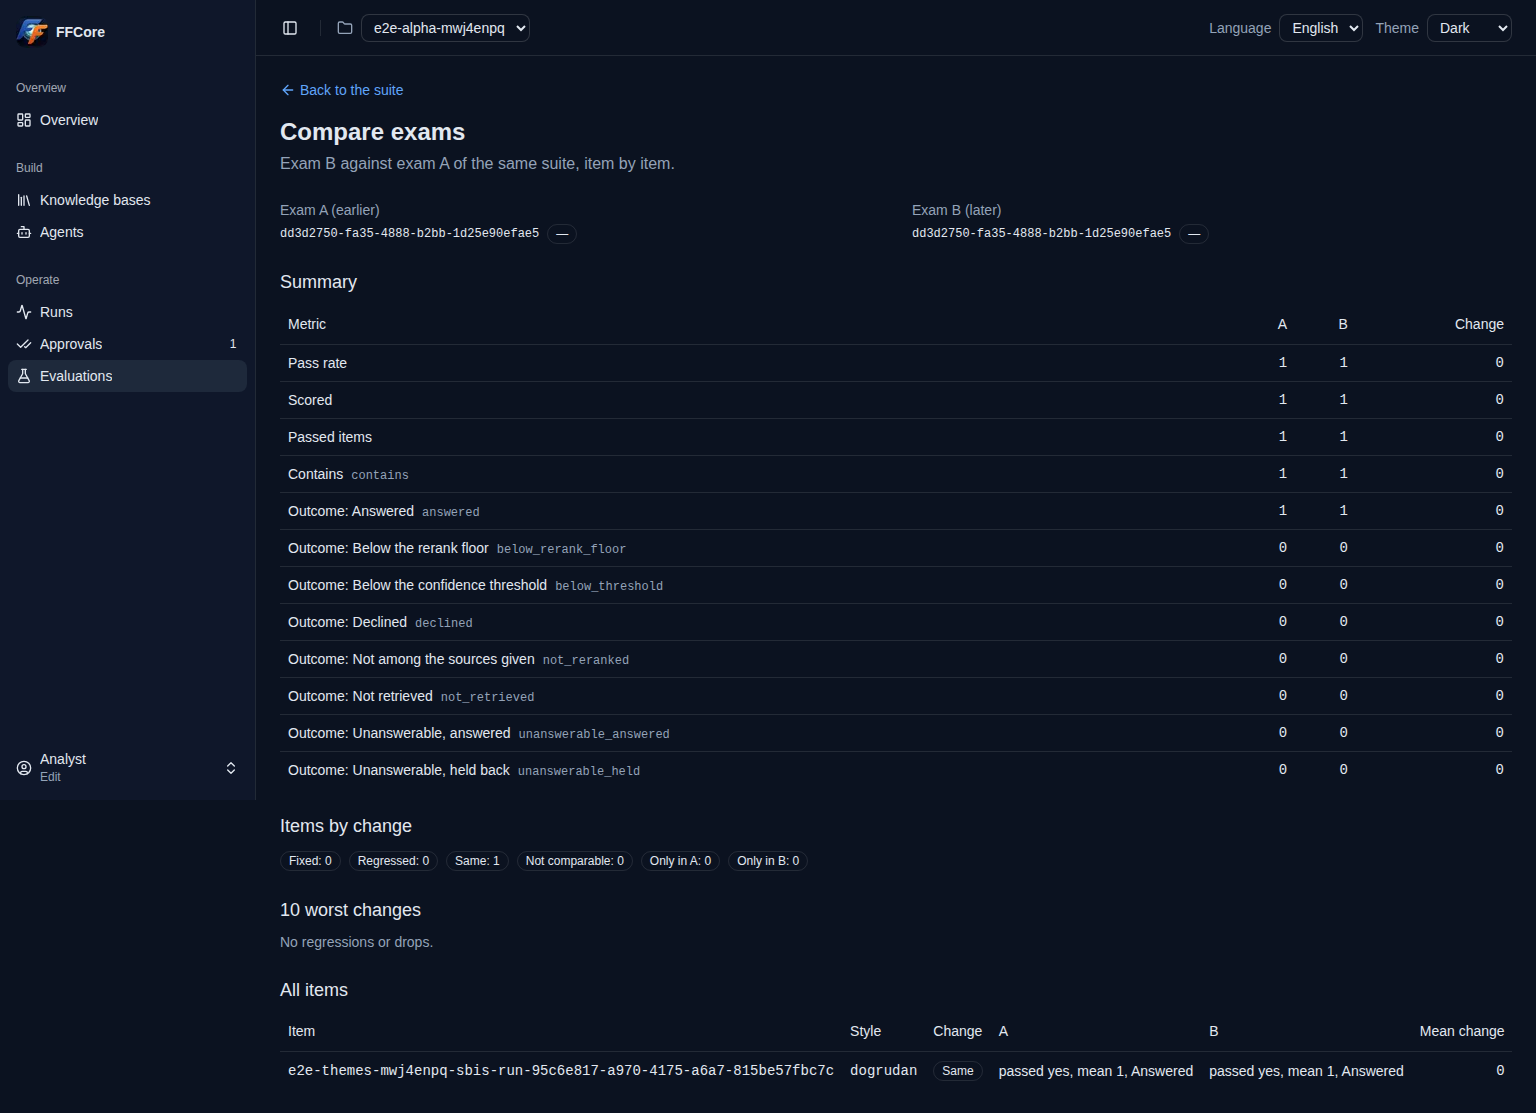 FFCore
e2e-alpha-mwj4enpq
Language English Theme Dark
Overview
Overview
Build
Knowledge bases
Agents
Operate
Runs
Approvals 1
Evaluations
Analyst
Edit
Back to the suite
Compare exams
Exam B against exam A of the same suite, item by item.
Exam A (earlier) Exam B (later)
dd3d2750-fa35-4888-b2bb-1d25e90efae5 — dd3d2750-fa35-4888-b2bb-1d25e90efae5 —
Summary
Metric A B Change
Pass rate 1 1 0
Scored 1 1 0
Passed items 1 1 0
Contains contains 1 1 0
Outcome: Answered answered 1 1 0
Outcome: Below the rerank floor below_rerank_floor 0 0 0
Outcome: Below the confidence threshold below_threshold 0 0 0
Outcome: Declined declined 0 0 0
Outcome: Not among the sources given not_reranked 0 0 0
Outcome: Not retrieved not_retrieved 0 0 0
Outcome: Unanswerable, answered unanswerable_answered 0 0 0
Outcome: Unanswerable, held back unanswerable_held 0 0 0
Items by change
Fixed: 0 Regressed: 0 Same: 1 Not comparable: 0 Only in A: 0 Only in B: 0
10 worst changes
No regressions or drops.
All items
Item Style Change A B Mean change
e2e-themes-mwj4enpq-sbis-run-95c6e817-a970-4175-a6a7-815be57fbc7c dogrudan Same passed yes, mean 1, Answered passed yes, mean 1, Answered 0